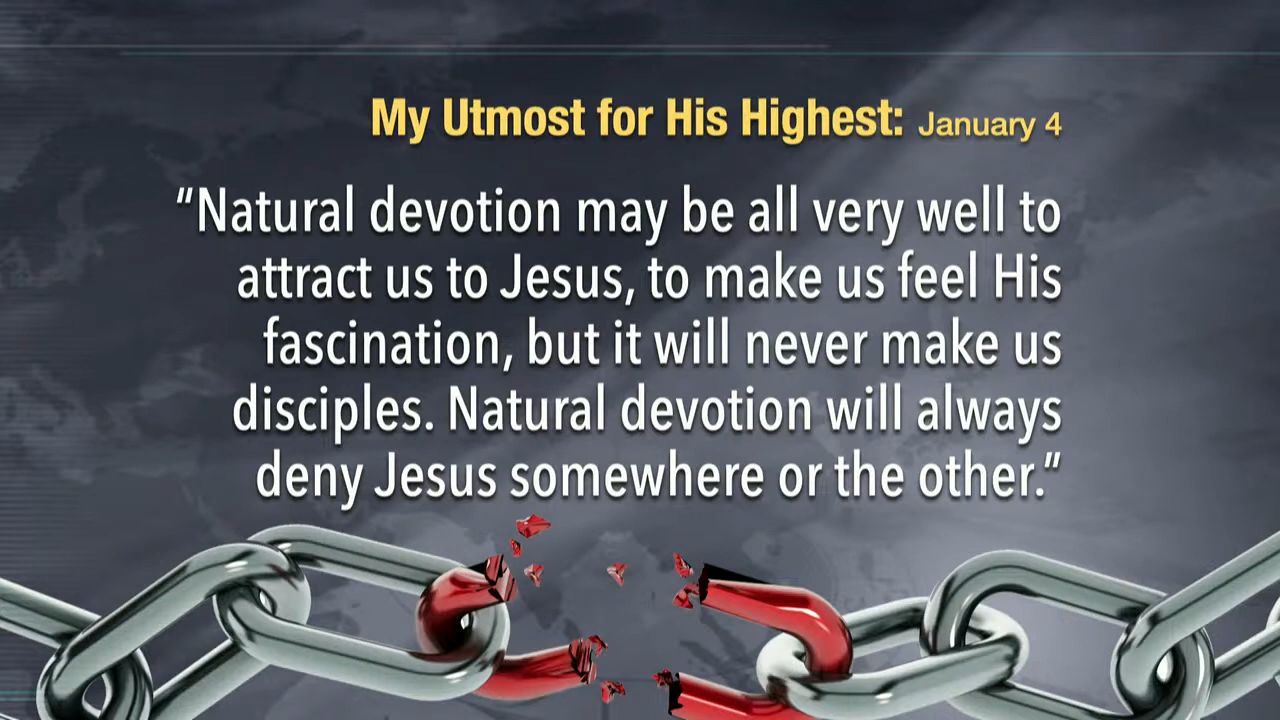 My Utmost for His Highest: January 4
“Natural devotion may be all very well to
attract us to Jesus, to make us feel His
fascination, but it will never make us
disciples. Natural devotion will always
deny Jesus somewhere or the other.”